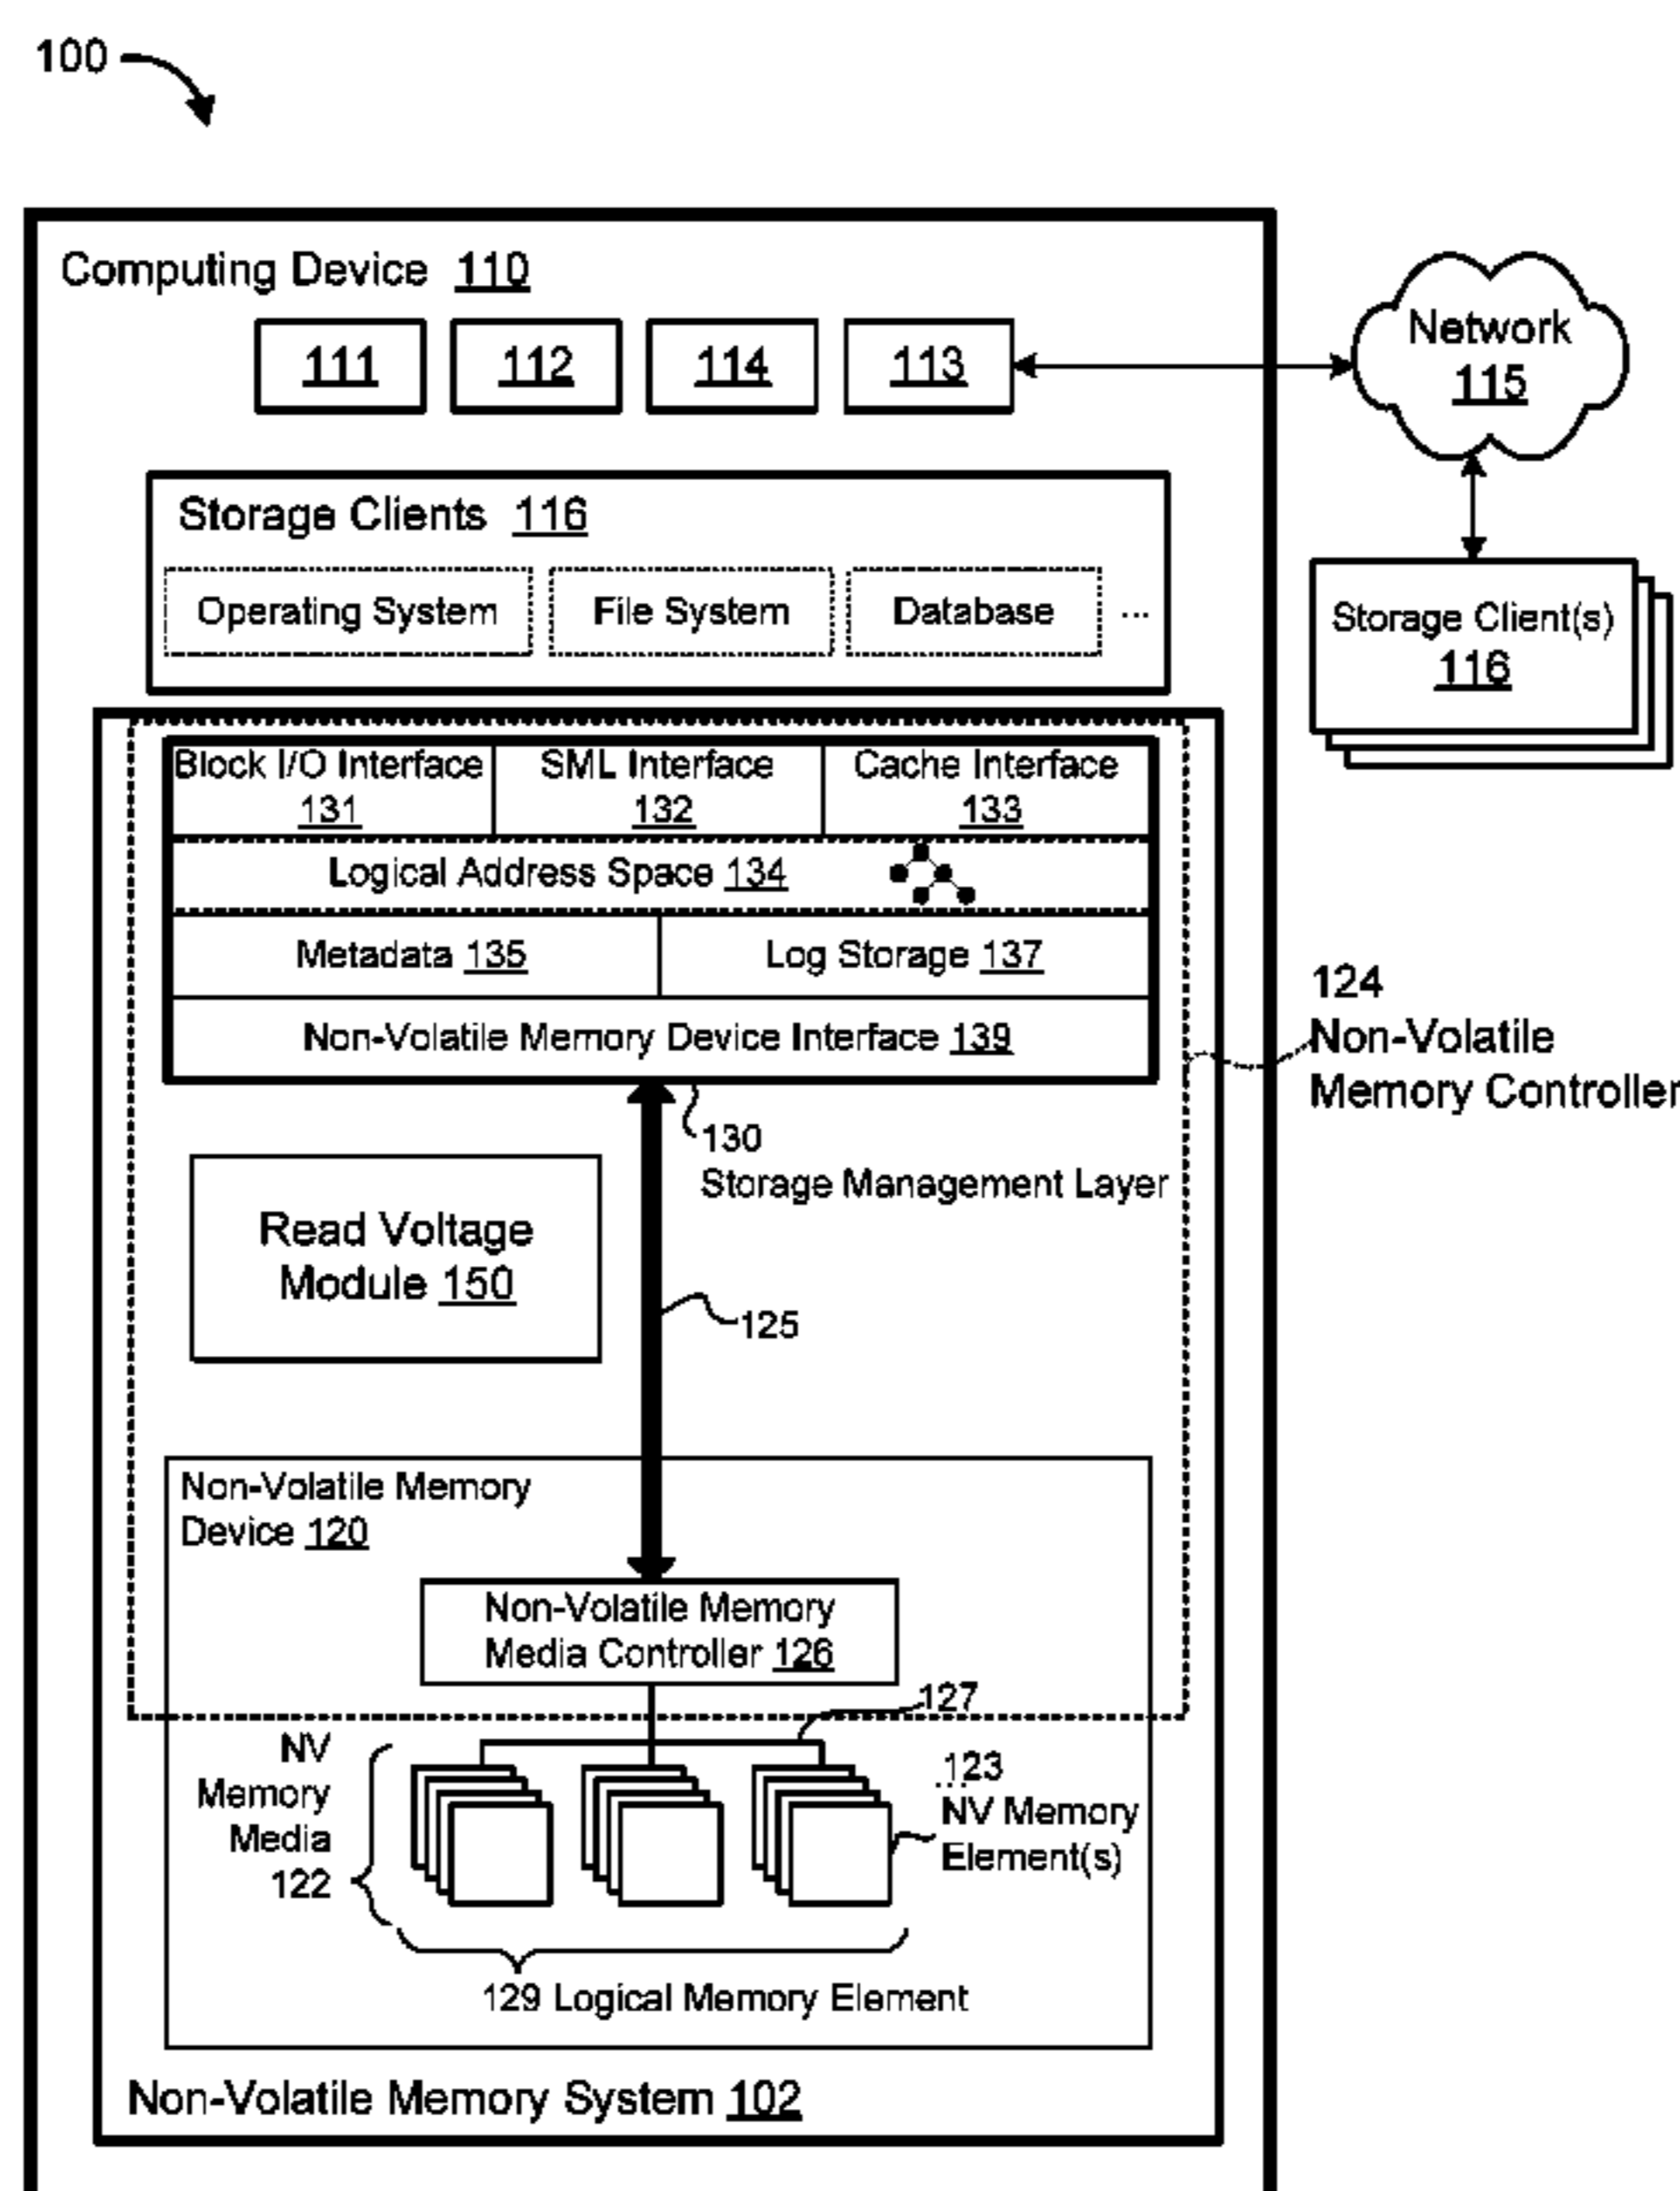 100
Computing Device 110
111 112 114 113
Network
115
Storage Clients 116
Operating System File System Database ...
Storage Client(s)
116
Block I/O Interface
131
SML Interface
132
Cache Interface
133
Logical Address Space 134
Metadata 135 Log Storage 137
Non-Volatile Memory Device Interface 139
124
Non-Volatile
Memory Controller
130
Storage Management Layer
Read Voltage
Module 150
125
Non-Volatile Memory
Device 120
Non-Volatile Memory
Media Controller 126
127
NV
Memory
Media
122
...
123
NV Memory
Element(s)
129 Logical Memory Element
Non-Volatile Memory System 102